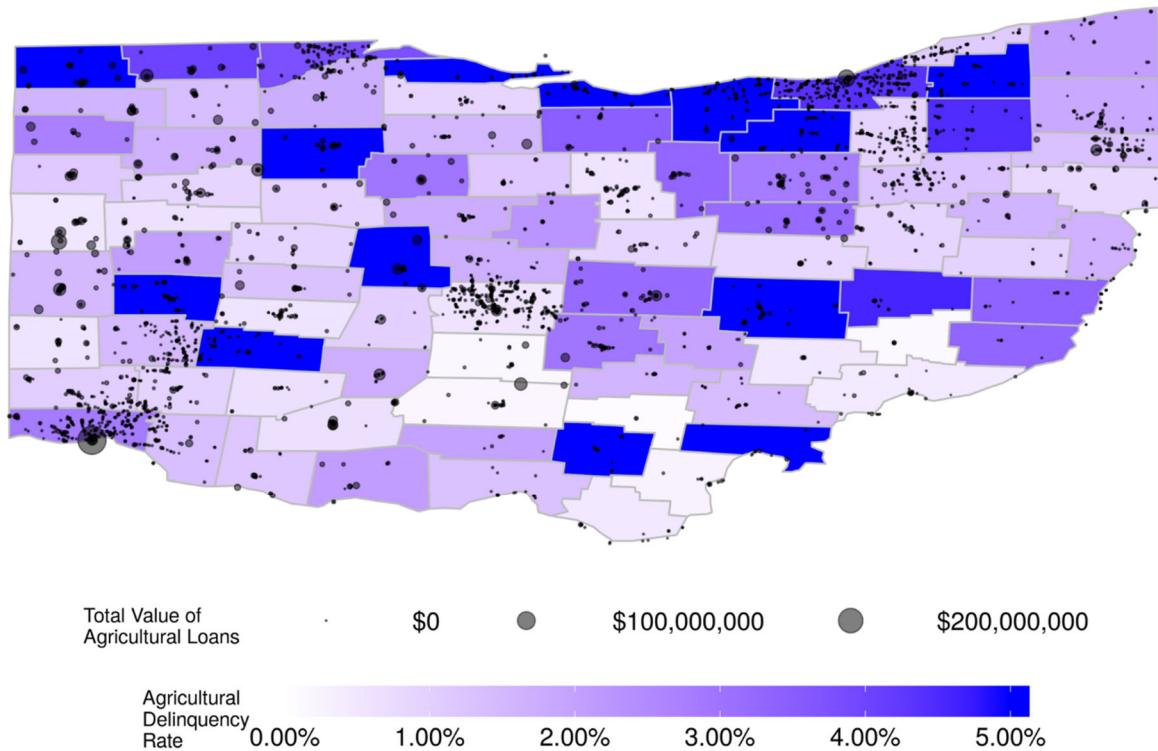 Total Value of
Agricultural Loans
$0
$100,000,000
$200,000,000
Agricultural
Delinquency
Rate
0.00%
1.00%
2.00%
3.00%
4.00%
5.00%